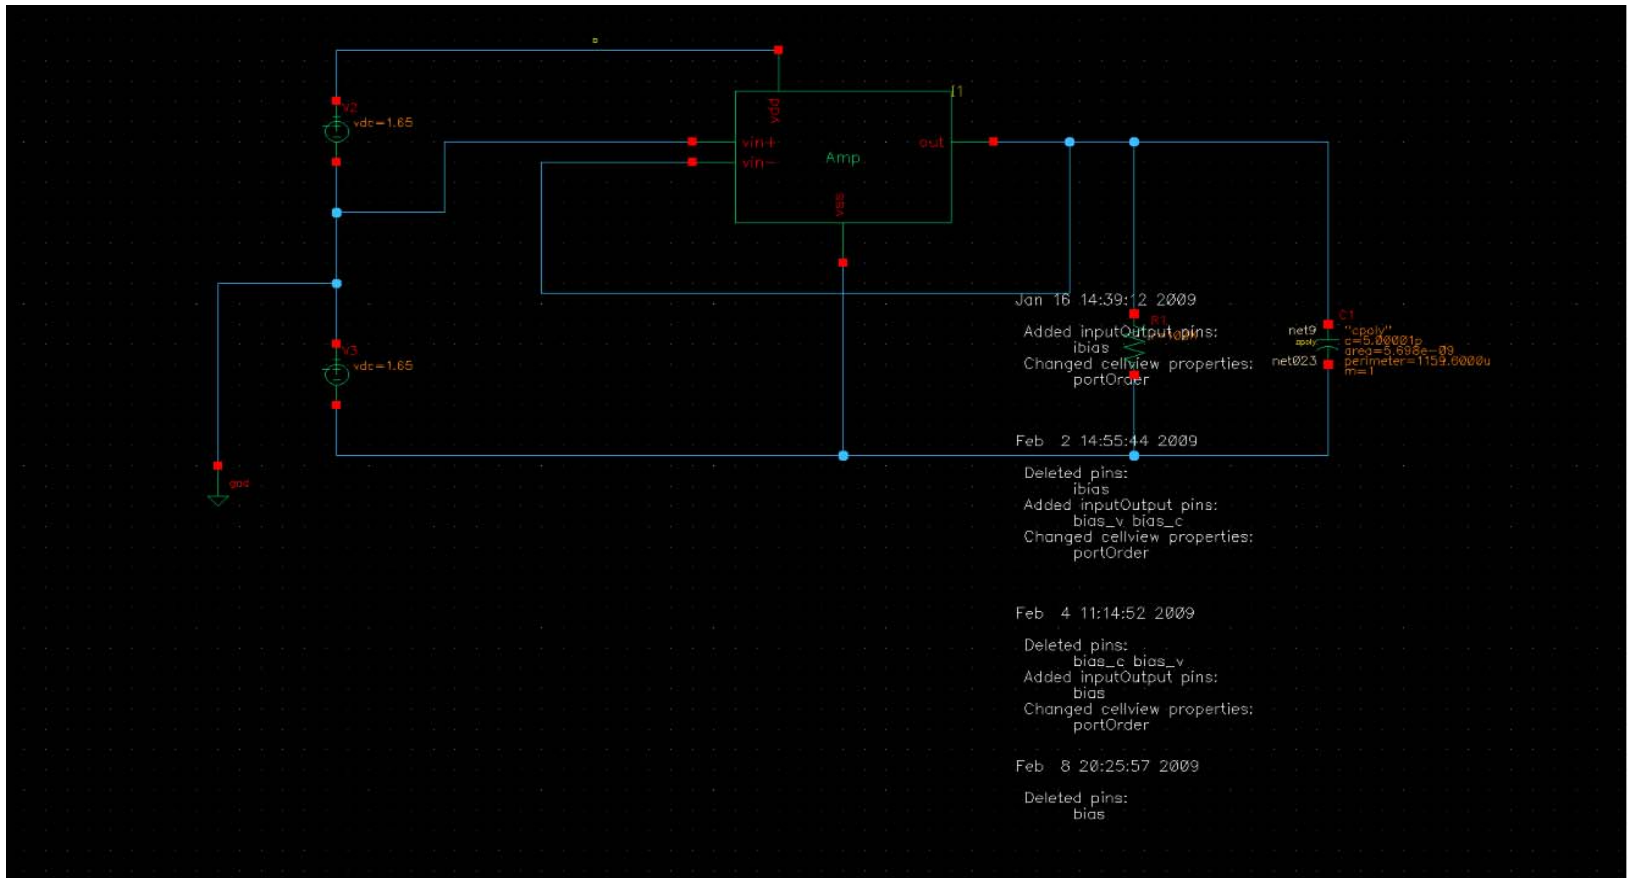 I1
vdd
V2
vdc=1.65
vin+
out
vin-
Amp
vss
Jan 16 14:39:12 2009
Added inputOutput pins:
ibias
Changed cellview properties:
portOrder
R1
C1
net9
"cpoly"
cpoly
c=5.00001p
area=5.698e-09
net023
perimeter=1159.6000u
m=1
V3
vdc=1.65
gnd
Feb 2 14:55:44 2009
Deleted pins:
ibias
Added inputOutput pins:
bias_v bias_c
Changed cellview properties:
portOrder
Feb 4 11:14:52 2009
Deleted pins:
bias_c bias_v
Added inputOutput pins:
bias
Changed cellview properties:
portOrder
Feb 8 20:25:57 2009
Deleted pins:
bias